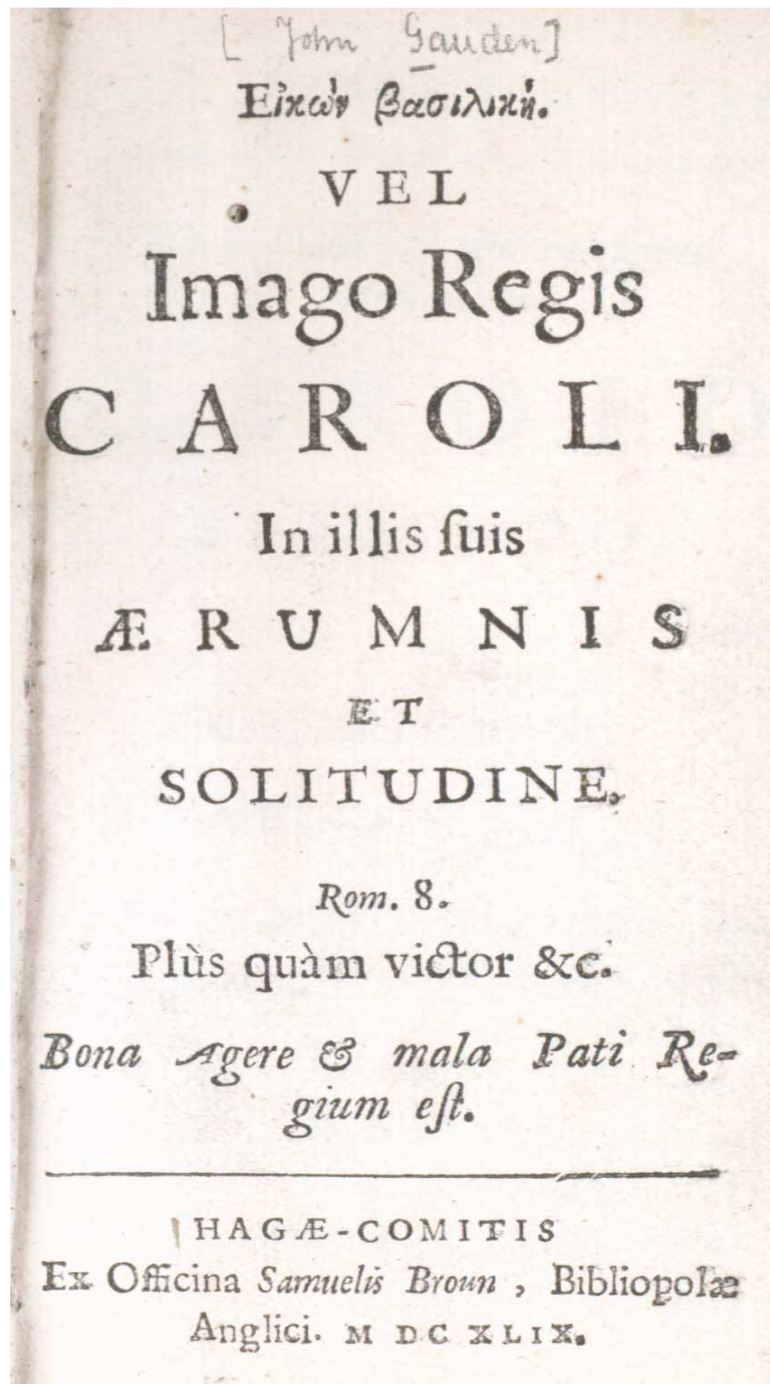 [ John Gauden]
Εἰκὼν βασιλικὴ.
VEL
Imago Regis
CAROLI.
In illis ſuis
ÆRUMNIS
ET
SOLITUDINE.
Rom. 8.
Plùs quàm victor &c.
Bona Agere & mala Pati Re-
gium eſt.
HAGÆ-COMITIS
Ex Officina Samuelis Broun , Bibliopolæ
Anglici. M DC XLIX.